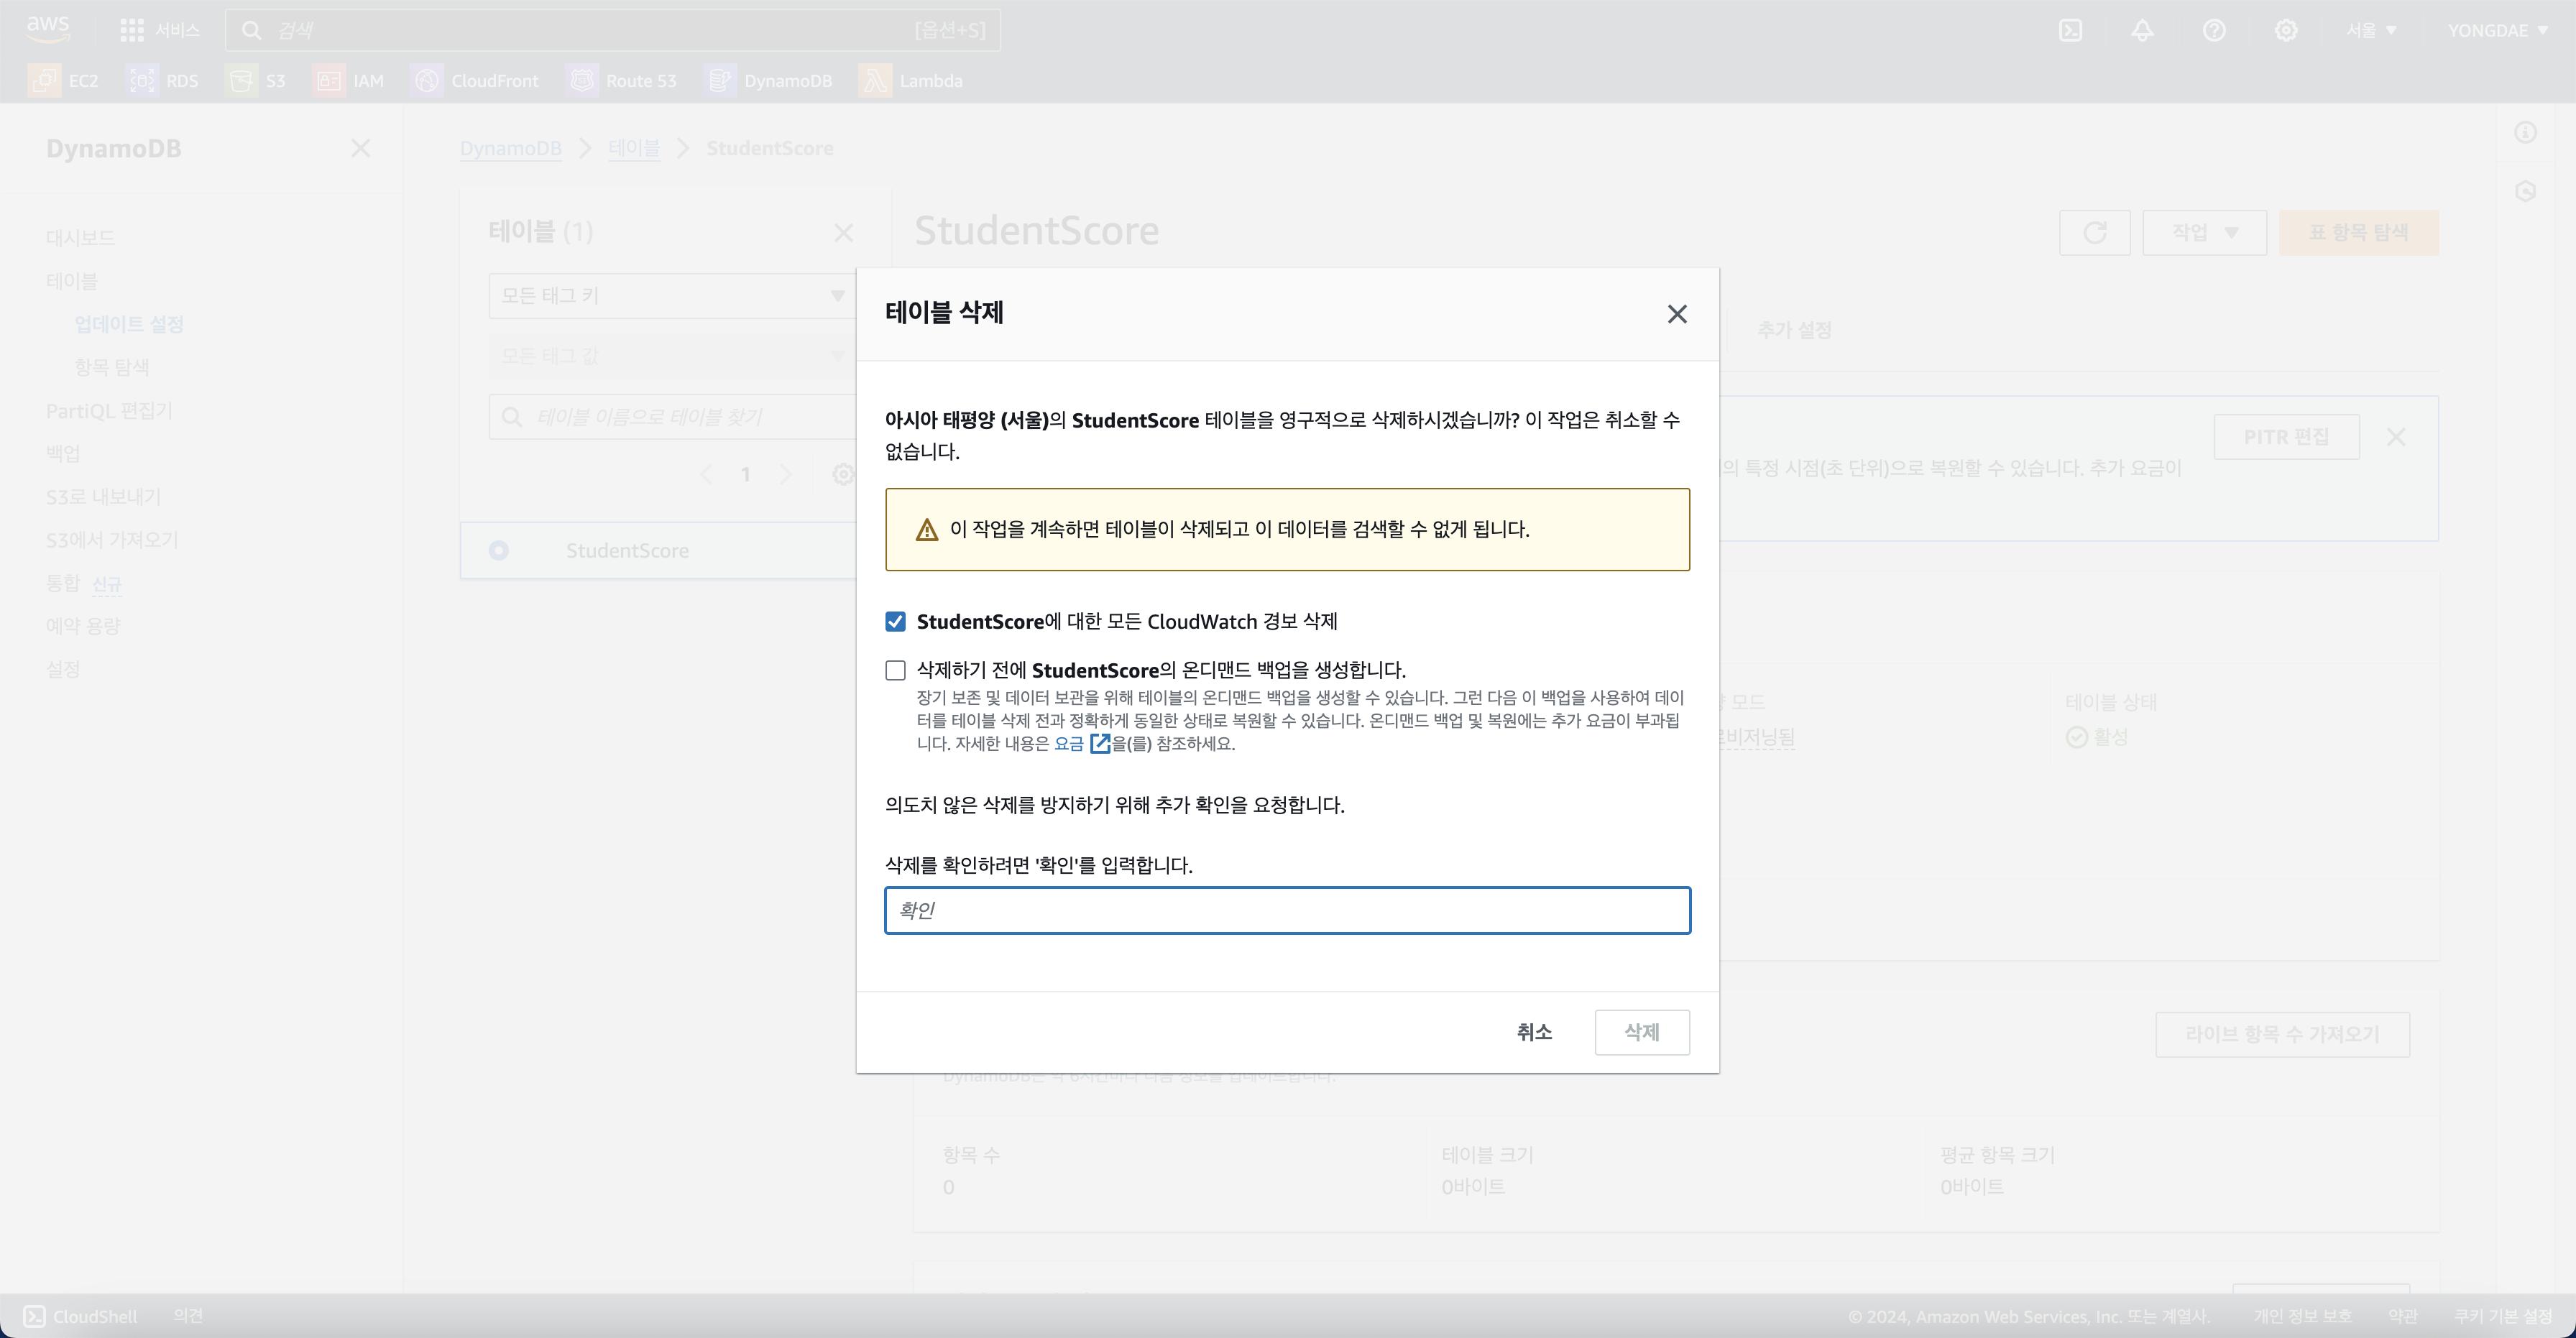 aws
서비스
검색
[옵션+S]
서울
YONGDAE
EC2
RDS
S3
IAM
CloudFront
Route 53
DynamoDB
Lambda
DynamoDB
대시보드
테이블
업데이트 설정
항목 탐색
PartiQL 편집기
백업
S3로 내보내기
S3에서 가져오기
통합 신규
예약 용량
설정
DynamoDB
테이블
StudentScore
테이블 (1)
모든 태그 키
모든 태그 값
테이블 이름으로 테이블 찾기
1
StudentScore
StudentScore
작업
표 항목 탐색
추가 설정
PITR 편집
특정 시점(초 단위)으로 복원할 수 있습니다. 추가 요금이
테이블 삭제
아시아 태평양 (서울)의 StudentScore 테이블을 영구적으로 삭제하시겠습니까? 이 작업은 취소할 수
없습니다.
이 작업을 계속하면 테이블이 삭제되고 이 데이터를 검색할 수 없게 됩니다.
StudentScore에 대한 모든 CloudWatch 경보 삭제
삭제하기 전에 StudentScore의 온디맨드 백업을 생성합니다.
장기 보존 및 데이터 보관을 위해 테이블의 온디맨드 백업을 생성할 수 있습니다. 그런 다음 이 백업을 사용하여 데이
터를 테이블 삭제 전과 정확하게 동일한 상태로 복원할 수 있습니다. 온디맨드 백업 및 복원에는 추가 요금이 부과됩
니다. 자세한 내용은 요금 을(를) 참조하세요.
의도치 않은 삭제를 방지하기 위해 추가 확인을 요청합니다.
삭제를 확인하려면 '확인'를 입력합니다.
확인
취소
삭제
모드
비저닝됨
테이블 상태
활성
라이브 항목 수 가져오기
항목 수
0
테이블 크기
0바이트
평균 항목 크기
0바이트
CloudShell
의견
© 2024, Amazon Web Services, Inc. 또는 계열사.
개인 정보 보호
약관
쿠키 기본 설정